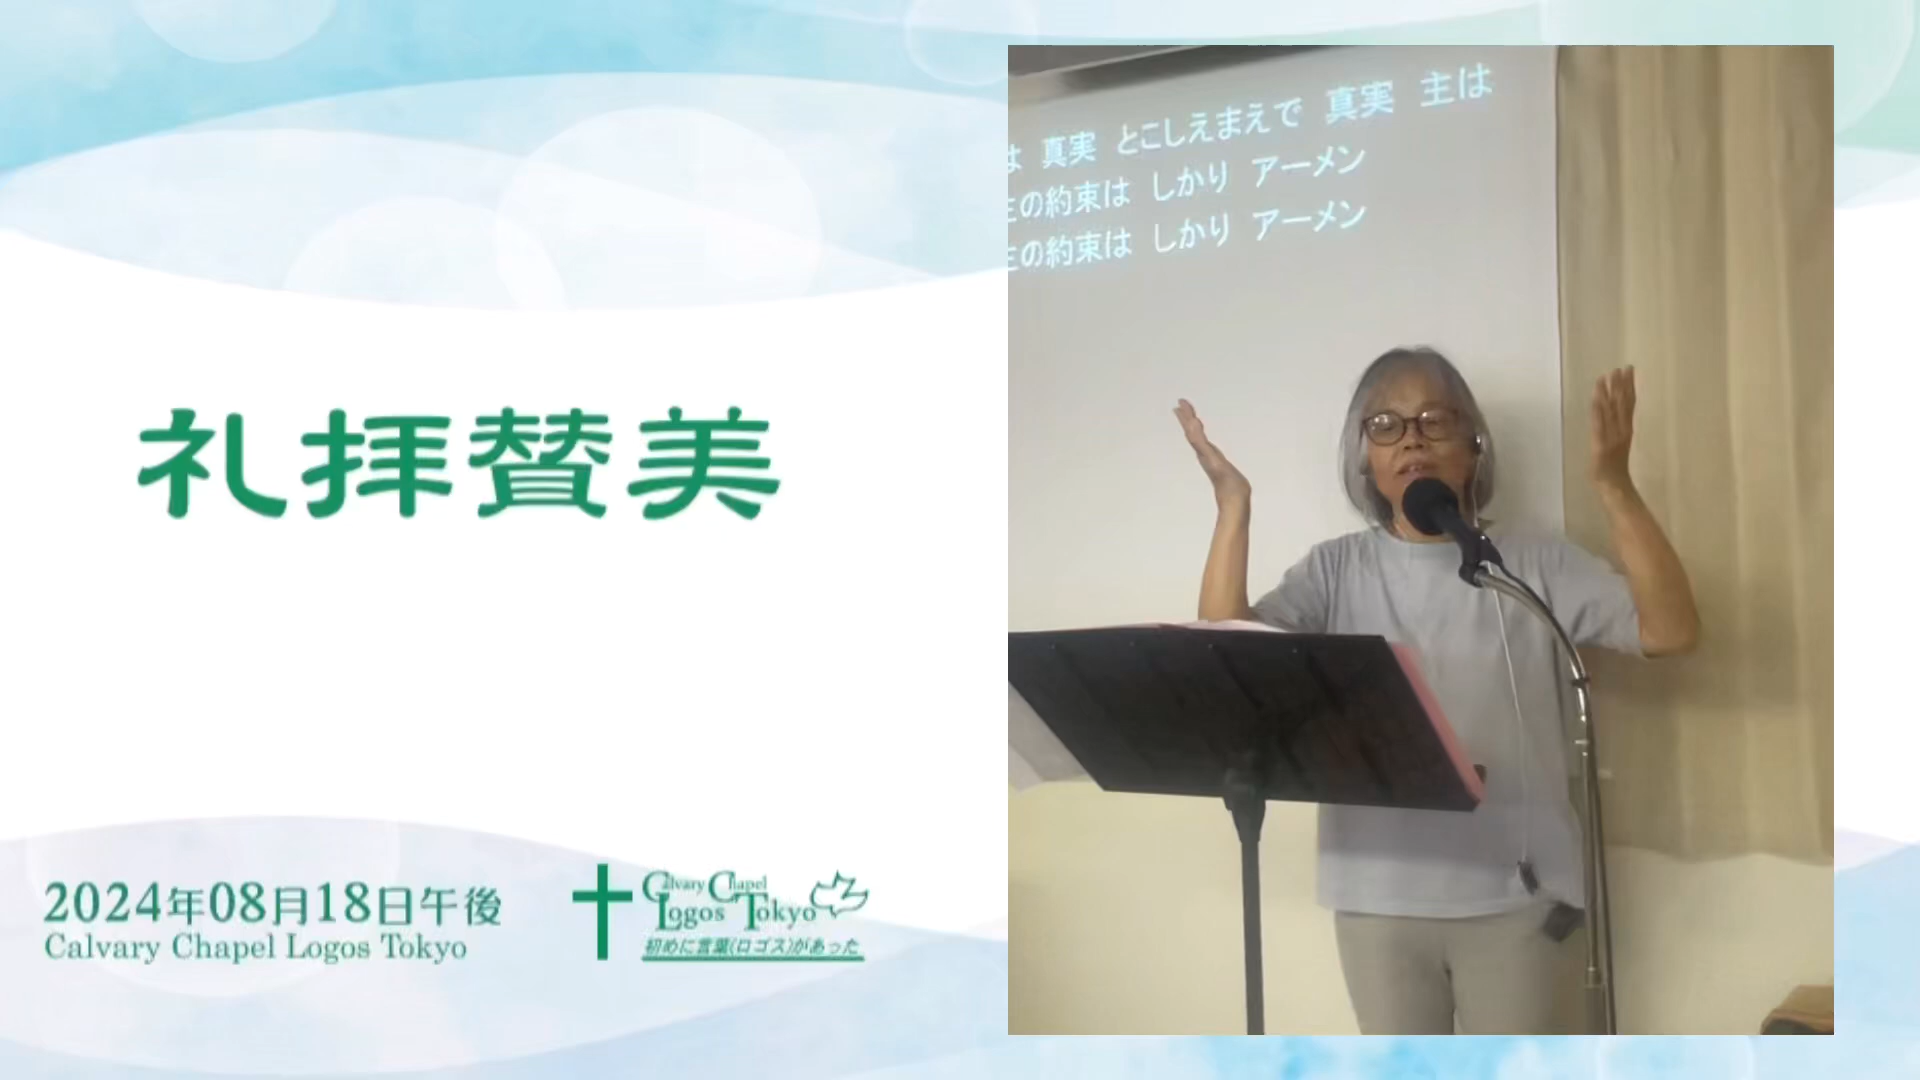 礼拝賛美
2024年08月18日午後
Calvary Chapel Logos Tokyo
Calvary Chapel
Logos Tokyo
初めに言葉(ロゴス)があった
は 真実 とこしえまえで 真実 主は
主の約束は しかり アーメン
主の約束は しかり アーメン